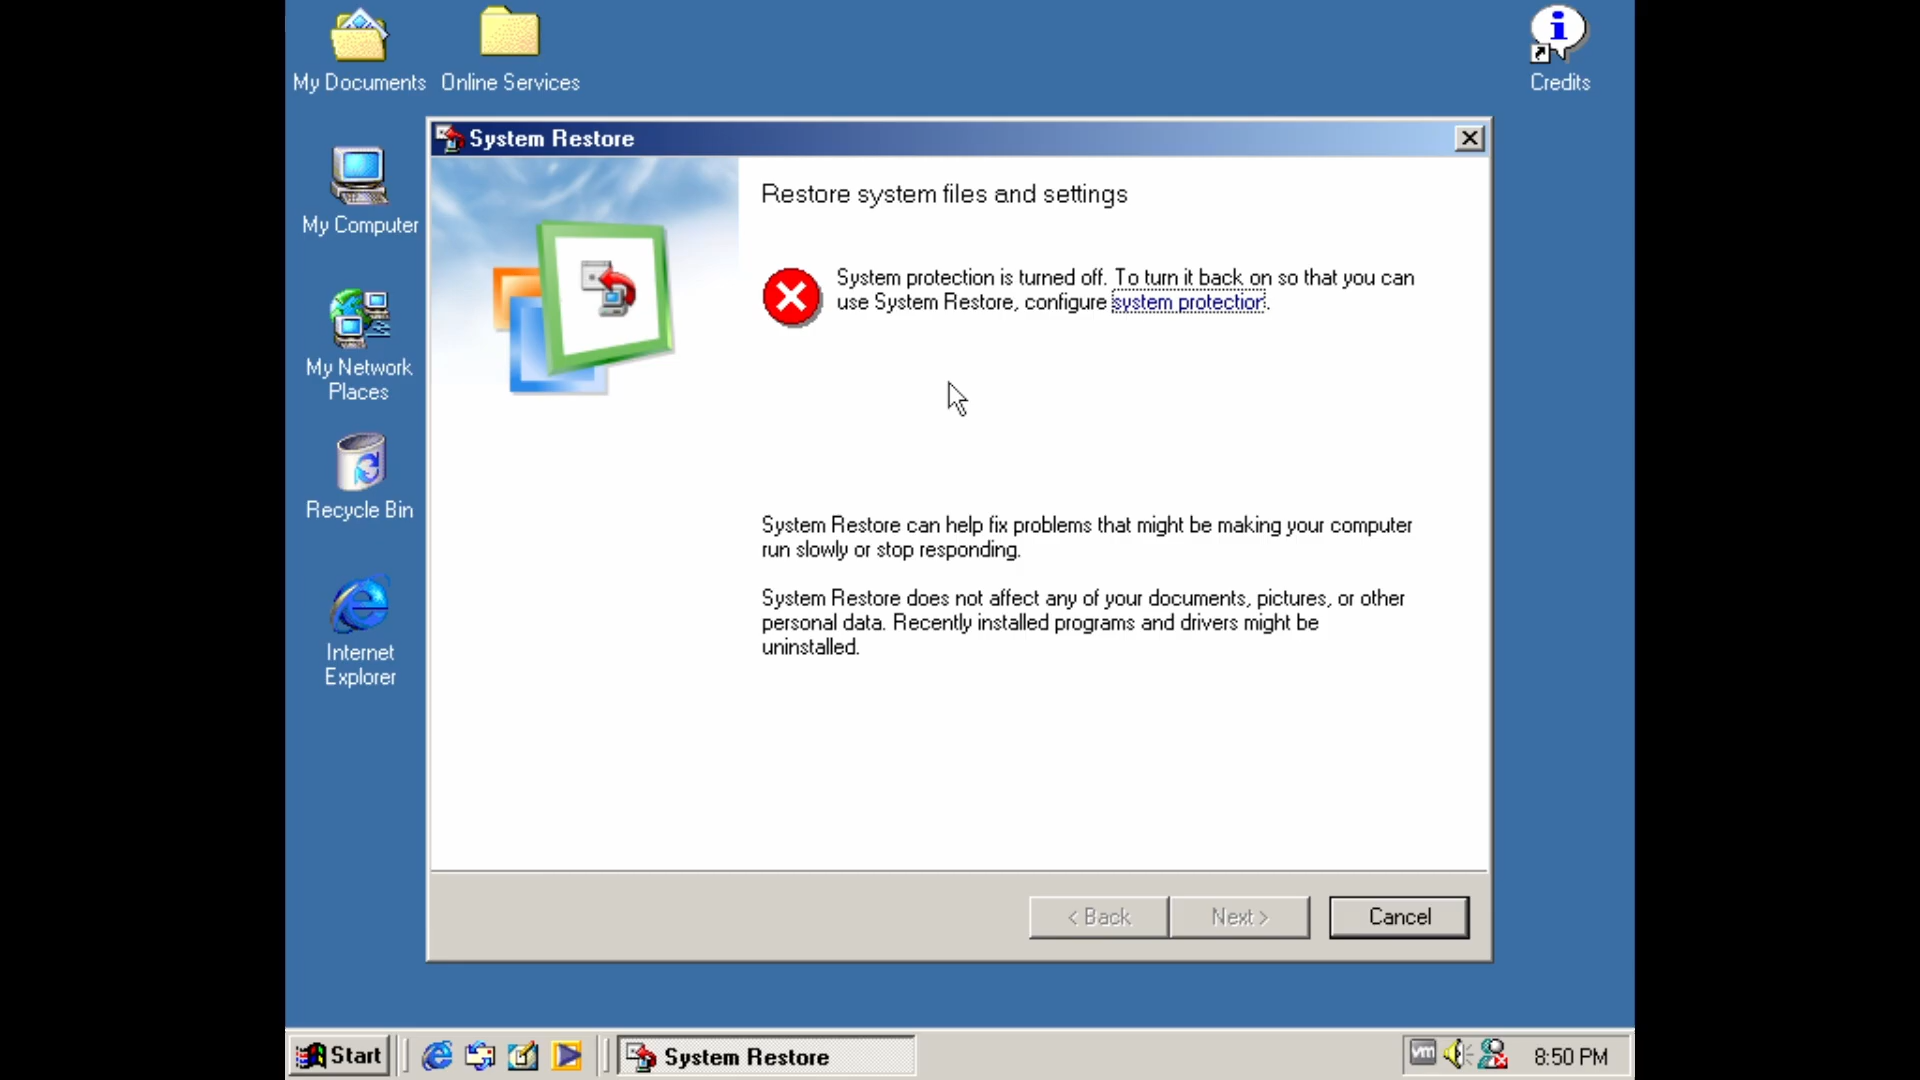 My Documents
Online Services
Credits
My Computer
My Network
Places
Recycle Bin
Internet
Explorer
System Restore
Restore system files and settings
System protection is turned off. To turn it back on so that you can
use System Restore, configure system protection.
System Restore can help fix problems that might be making your computer
run slowly or stop responding.
System Restore does not affect any of your documents, pictures, or other
personal data. Recently installed programs and drivers might be
uninstalled.
< Back
Next >
Cancel
Start
System Restore
vm
8:50 PM